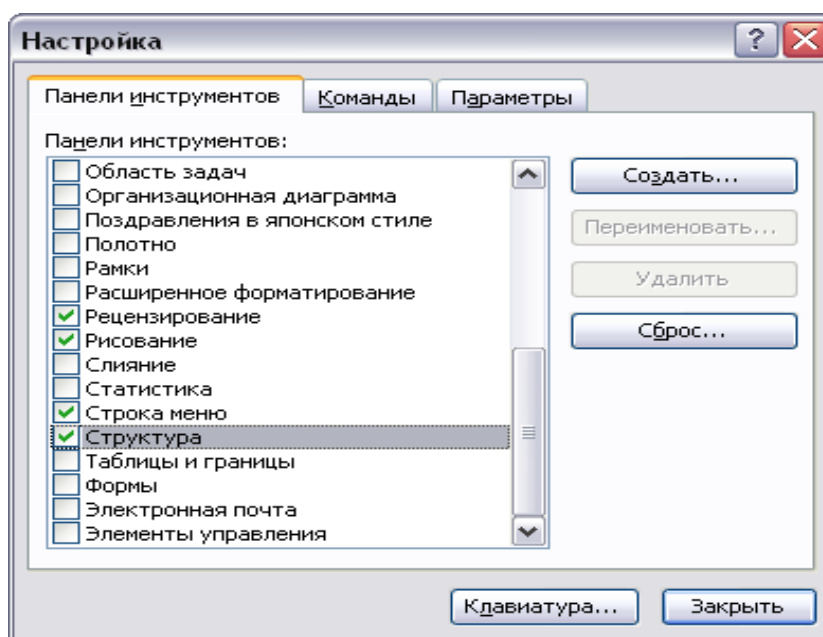 Настройка
Панели инструментов
Команды
Параметры
Панели инструментов:
Область задач
Организационная диаграмма
Поздравления в японском стиле
Полотно
Рамки
Расширенное форматирование
Рецензирование
Рисование
Слияние
Статистика
Строка меню
Структура
Таблицы и границы
Формы
Электронная почта
Элементы управления
Создать...
Переименовать...
Удалить
Сброс...
Клавиатура...
Закрыть